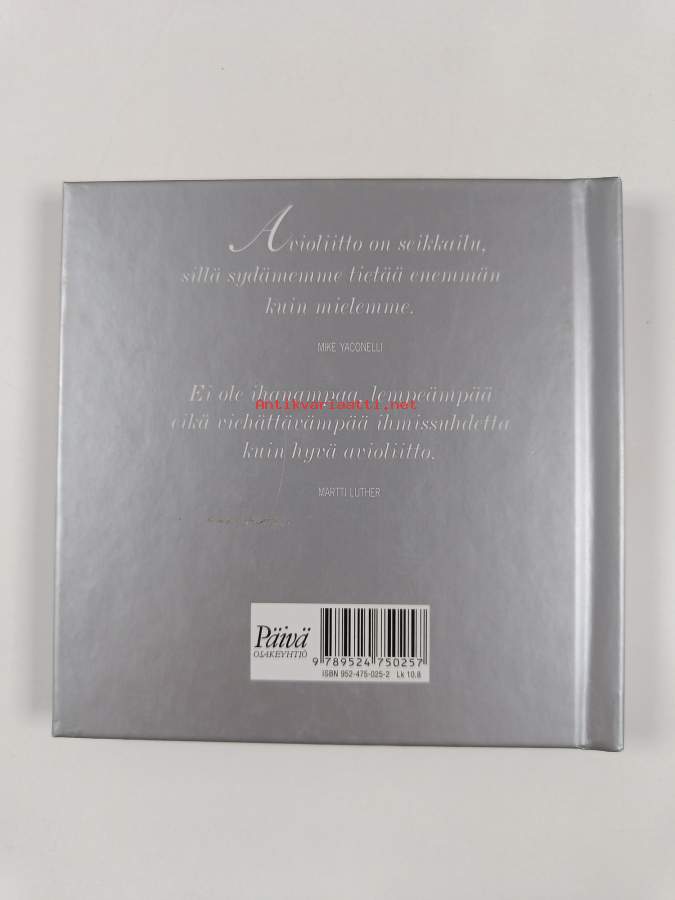 Avioliitto on seikkailu,
sillä sydämemme tietää enemmän
kuin mielemme.
MIKE YACONELLI
Ei ole ihanampaa, lempeämpää
Antikvariaatti.net
eikä viehättävämpää ihmissuhdetta
kuin hyvä avioliitto.
MARTTI LUTHER
Päivä
OSAKEYHTIÖ
9 789524 750257
ISBN 952-475-025-2 Lk 10.8